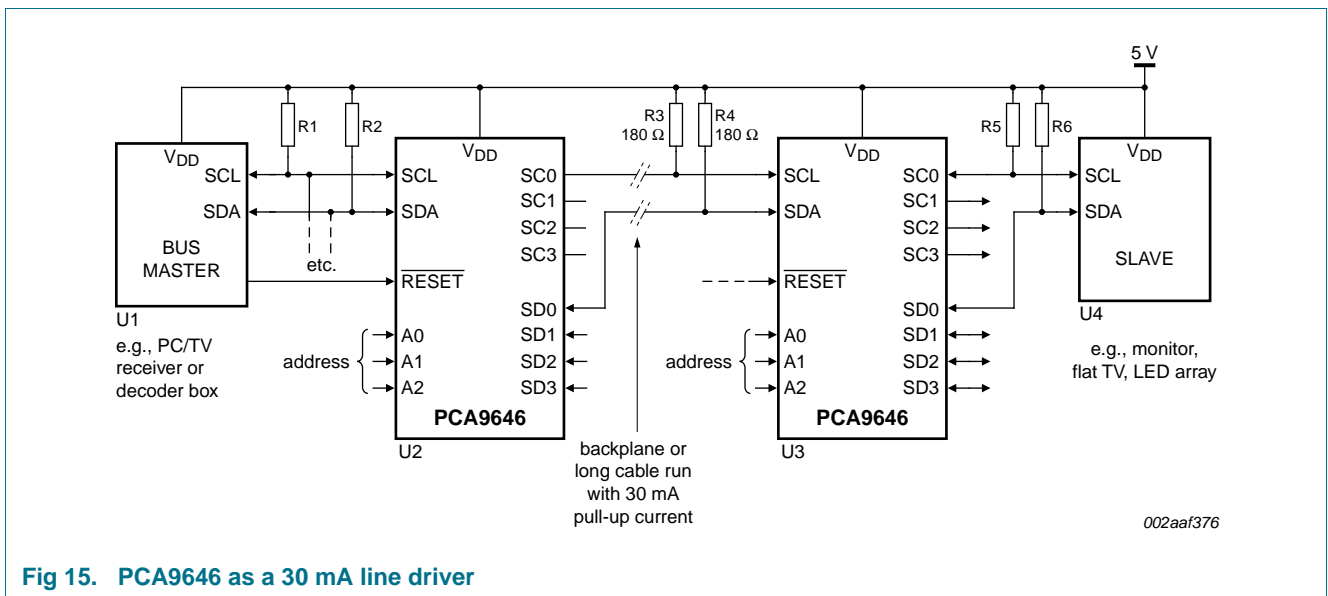 5 V
R1
R2
R3
180 Ω
R4
180 Ω
R5
R6
VDD
SCL
SDA
BUS
MASTER
U1
e.g., PC/TV
receiver or
decoder box
etc.
VDD
SCL
SDA
RESET
A0
A1
A2
address
SC0
SC1
SC2
SC3
SD0
SD1
SD2
SD3
PCA9646
U2
backplane or
long cable run
with 30 mA
pull-up current
VDD
SCL
SDA
RESET
A0
A1
A2
address
SC0
SC1
SC2
SC3
SD0
SD1
SD2
SD3
PCA9646
U3
VDD
SCL
SDA
SLAVE
U4
e.g., monitor,
flat TV, LED array
002aaf376
Fig 15. PCA9646 as a 30 mA line driver